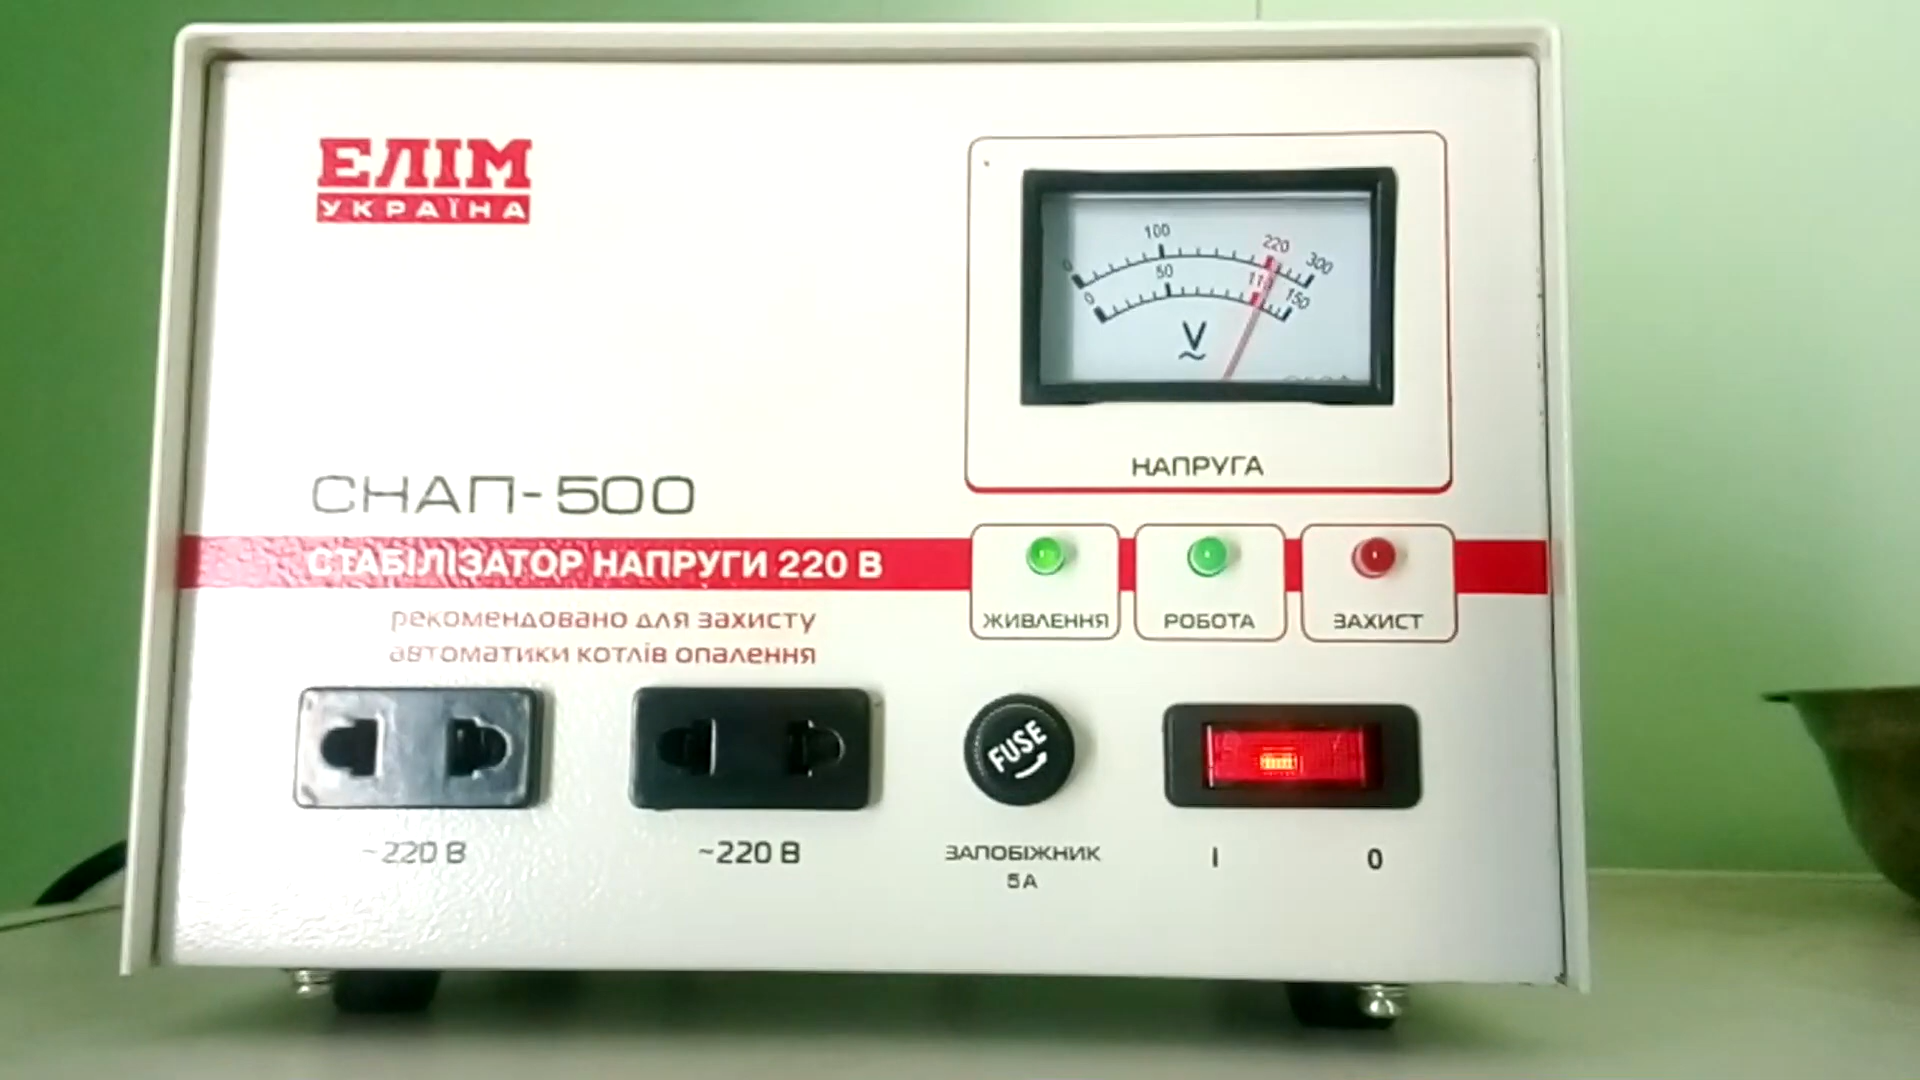 ЕЛІМ
УКРАЇНА
0 100 220 300
0 50 110 150
V
~
НАПРУГА
СНАП-500
СТАБІЛІЗАТОР НАПРУГИ 220 В
рекомендовано для захисту
автоматики котлів опалення
ЖИВЛЕННЯ
РОБОТА
ЗАХИСТ
FUSE
~220 В
~220 В
ЗАПОБІЖНИК
5А
I
0